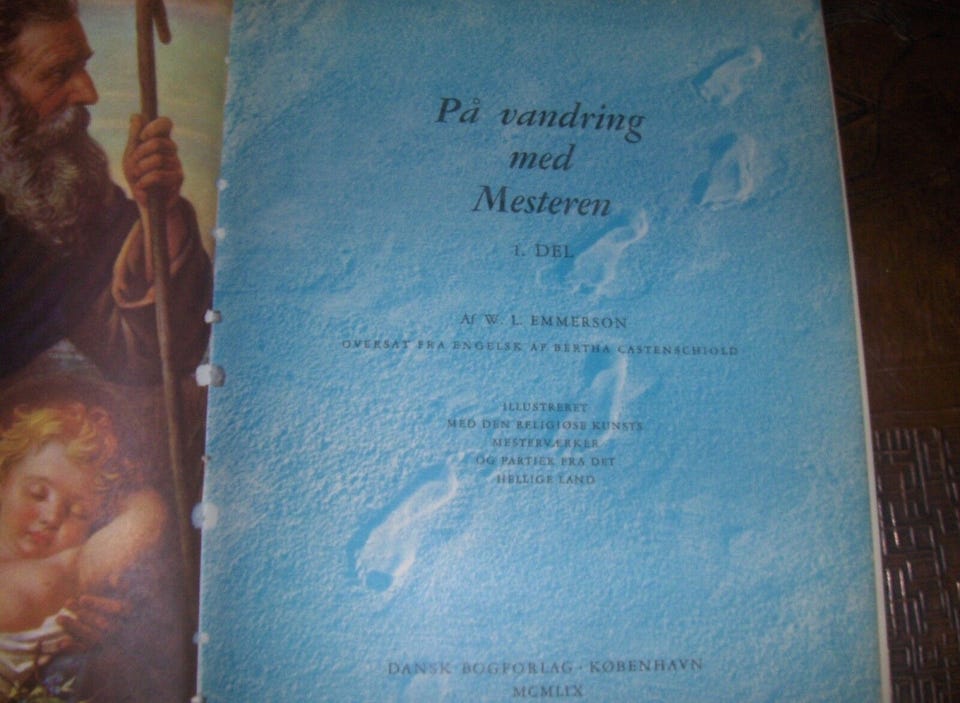 På vandring
med
Mesteren
1. DEL
Af W. L. EMMERSON
OVERSAT FRA ENGELSK AF BERTHA CASTENSCHIOLD
ILLUSTRERET
MED DEN RELIGIØSE KUNSTS
MESTERVÆRKER
OG PARTIER FRA DET
HELLIGE LAND
DANSK BOGFORLAG · KØBENHAVN
MCMLIX